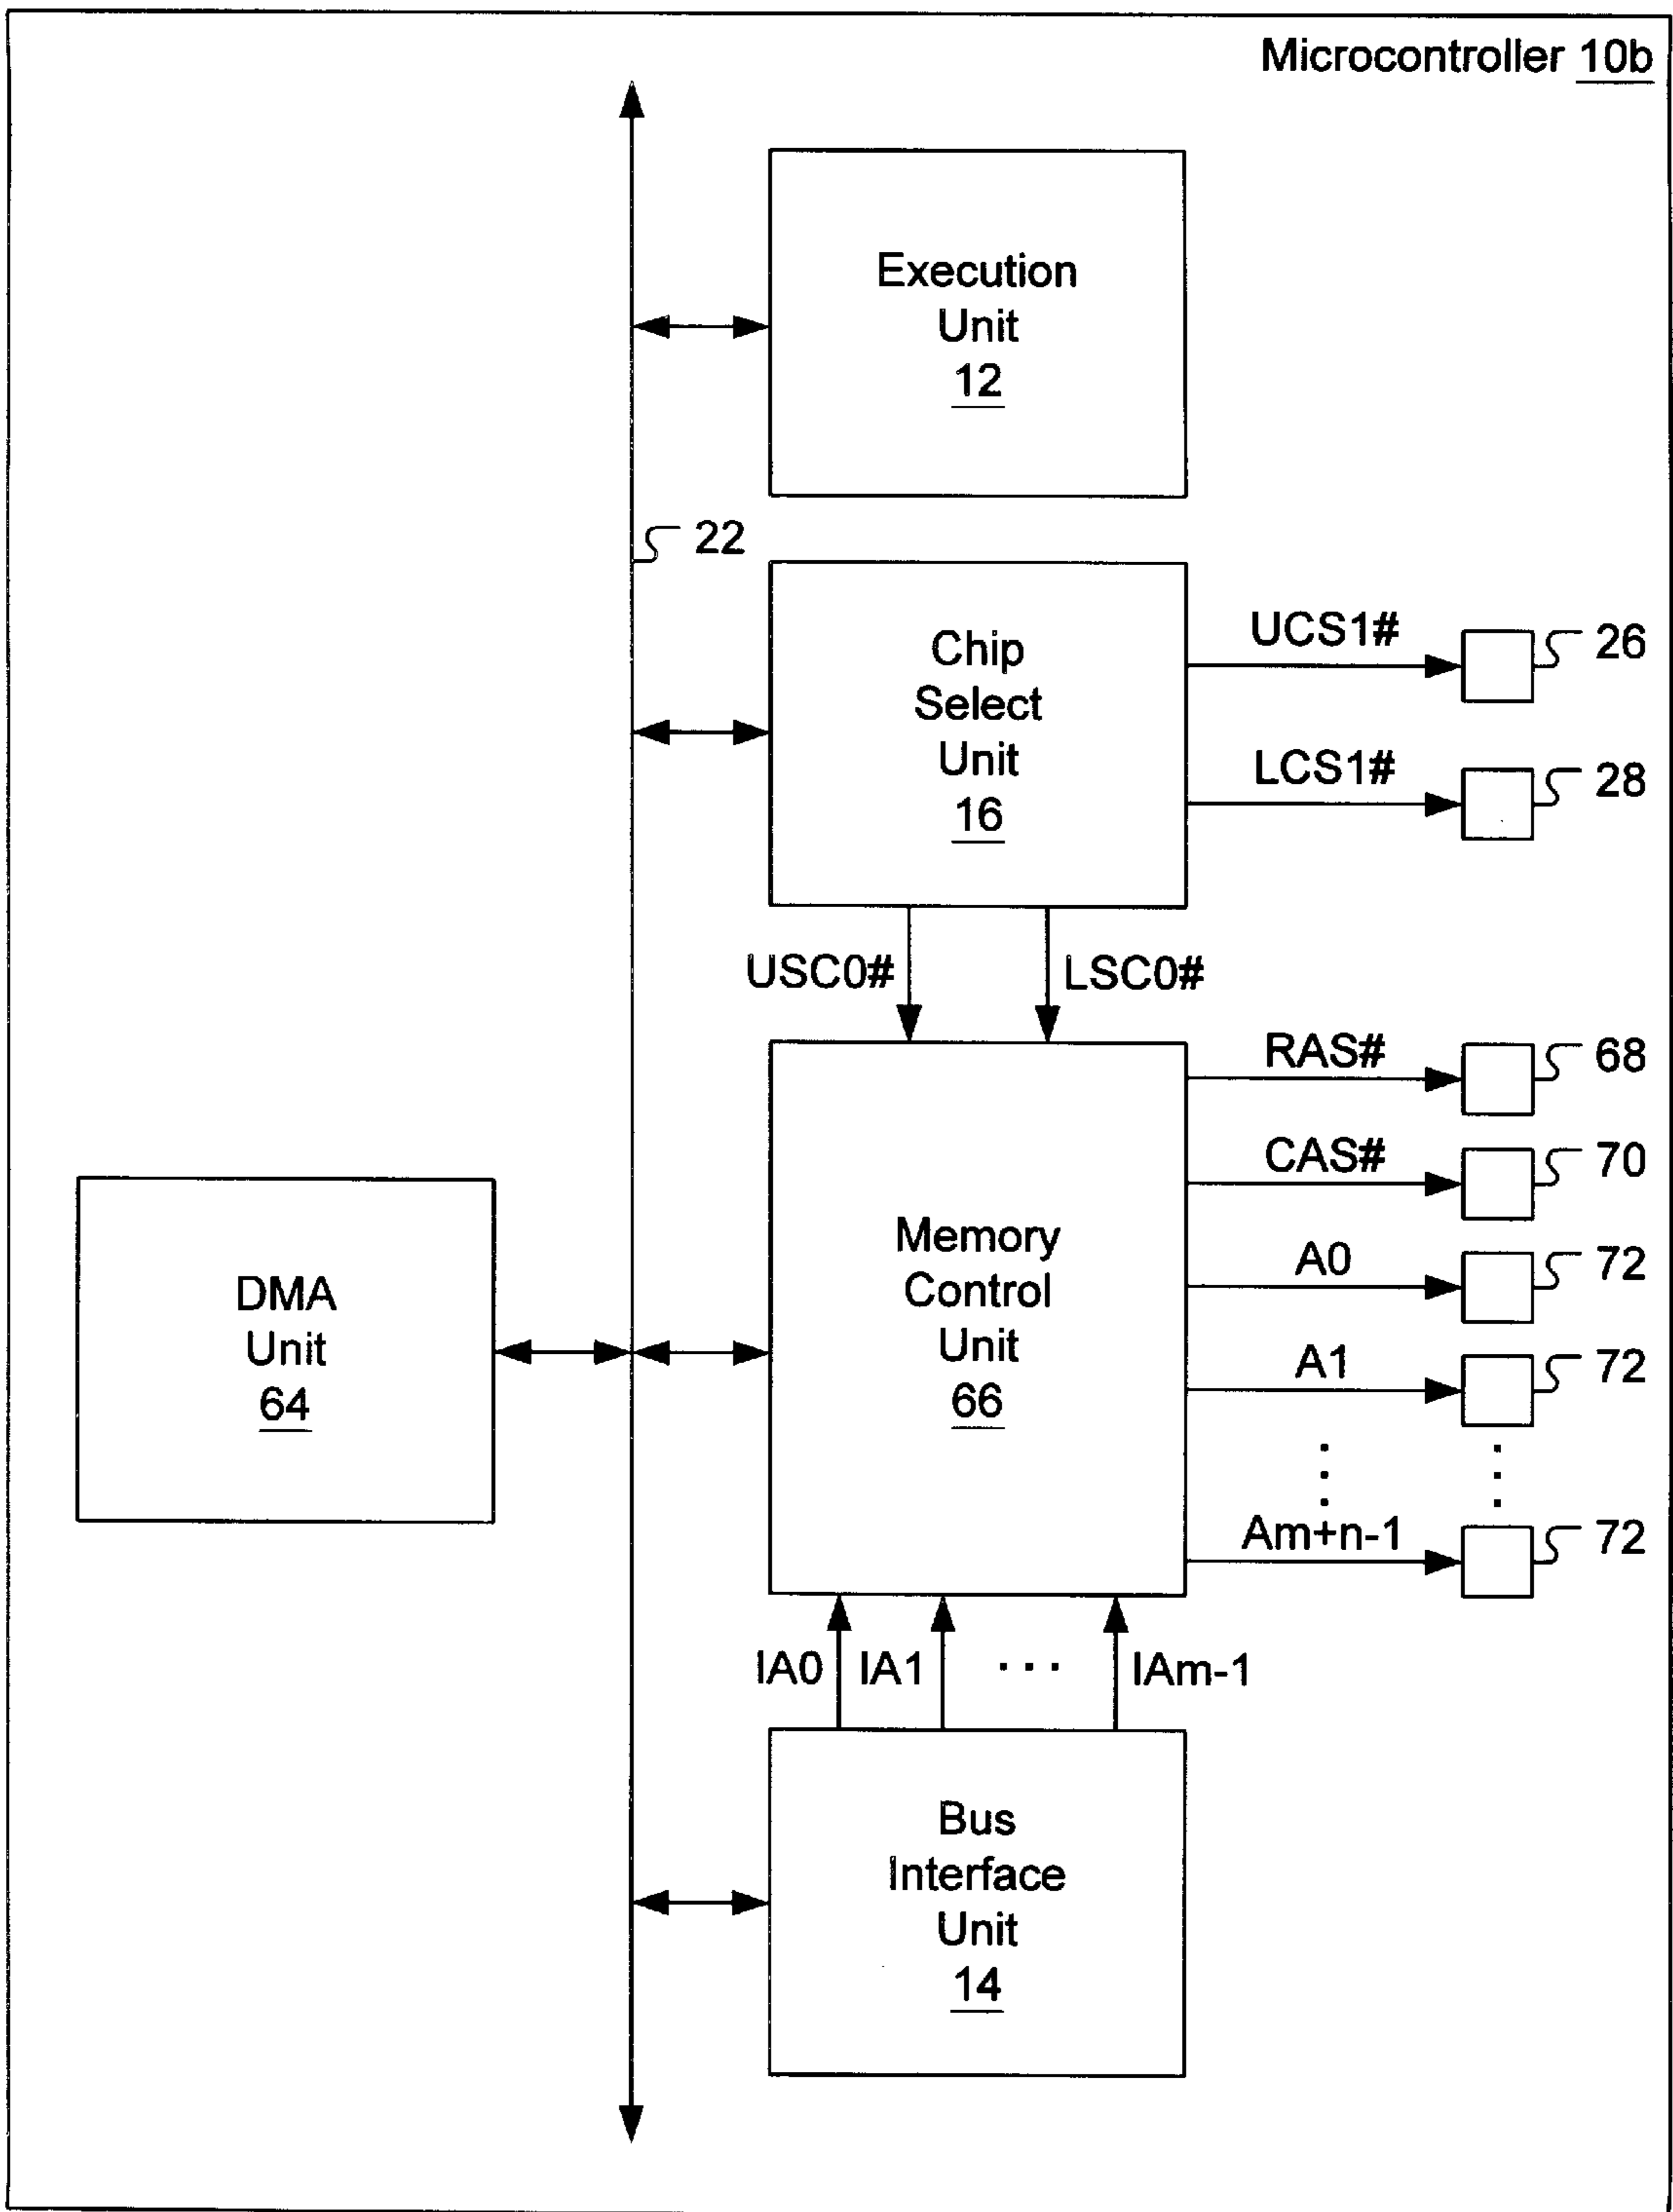 Microcontroller 10b
Execution
Unit
12
22
Chip
Select
Unit
16
UCS1#
26
LCS1#
28
USC0#
LSC0#
RAS#
68
CAS#
70
Memory
Control
Unit
66
A0
72
A1
72
Am+n-1
72
DMA
Unit
64
IA0
IA1
IAm-1
Bus
Interface
Unit
14